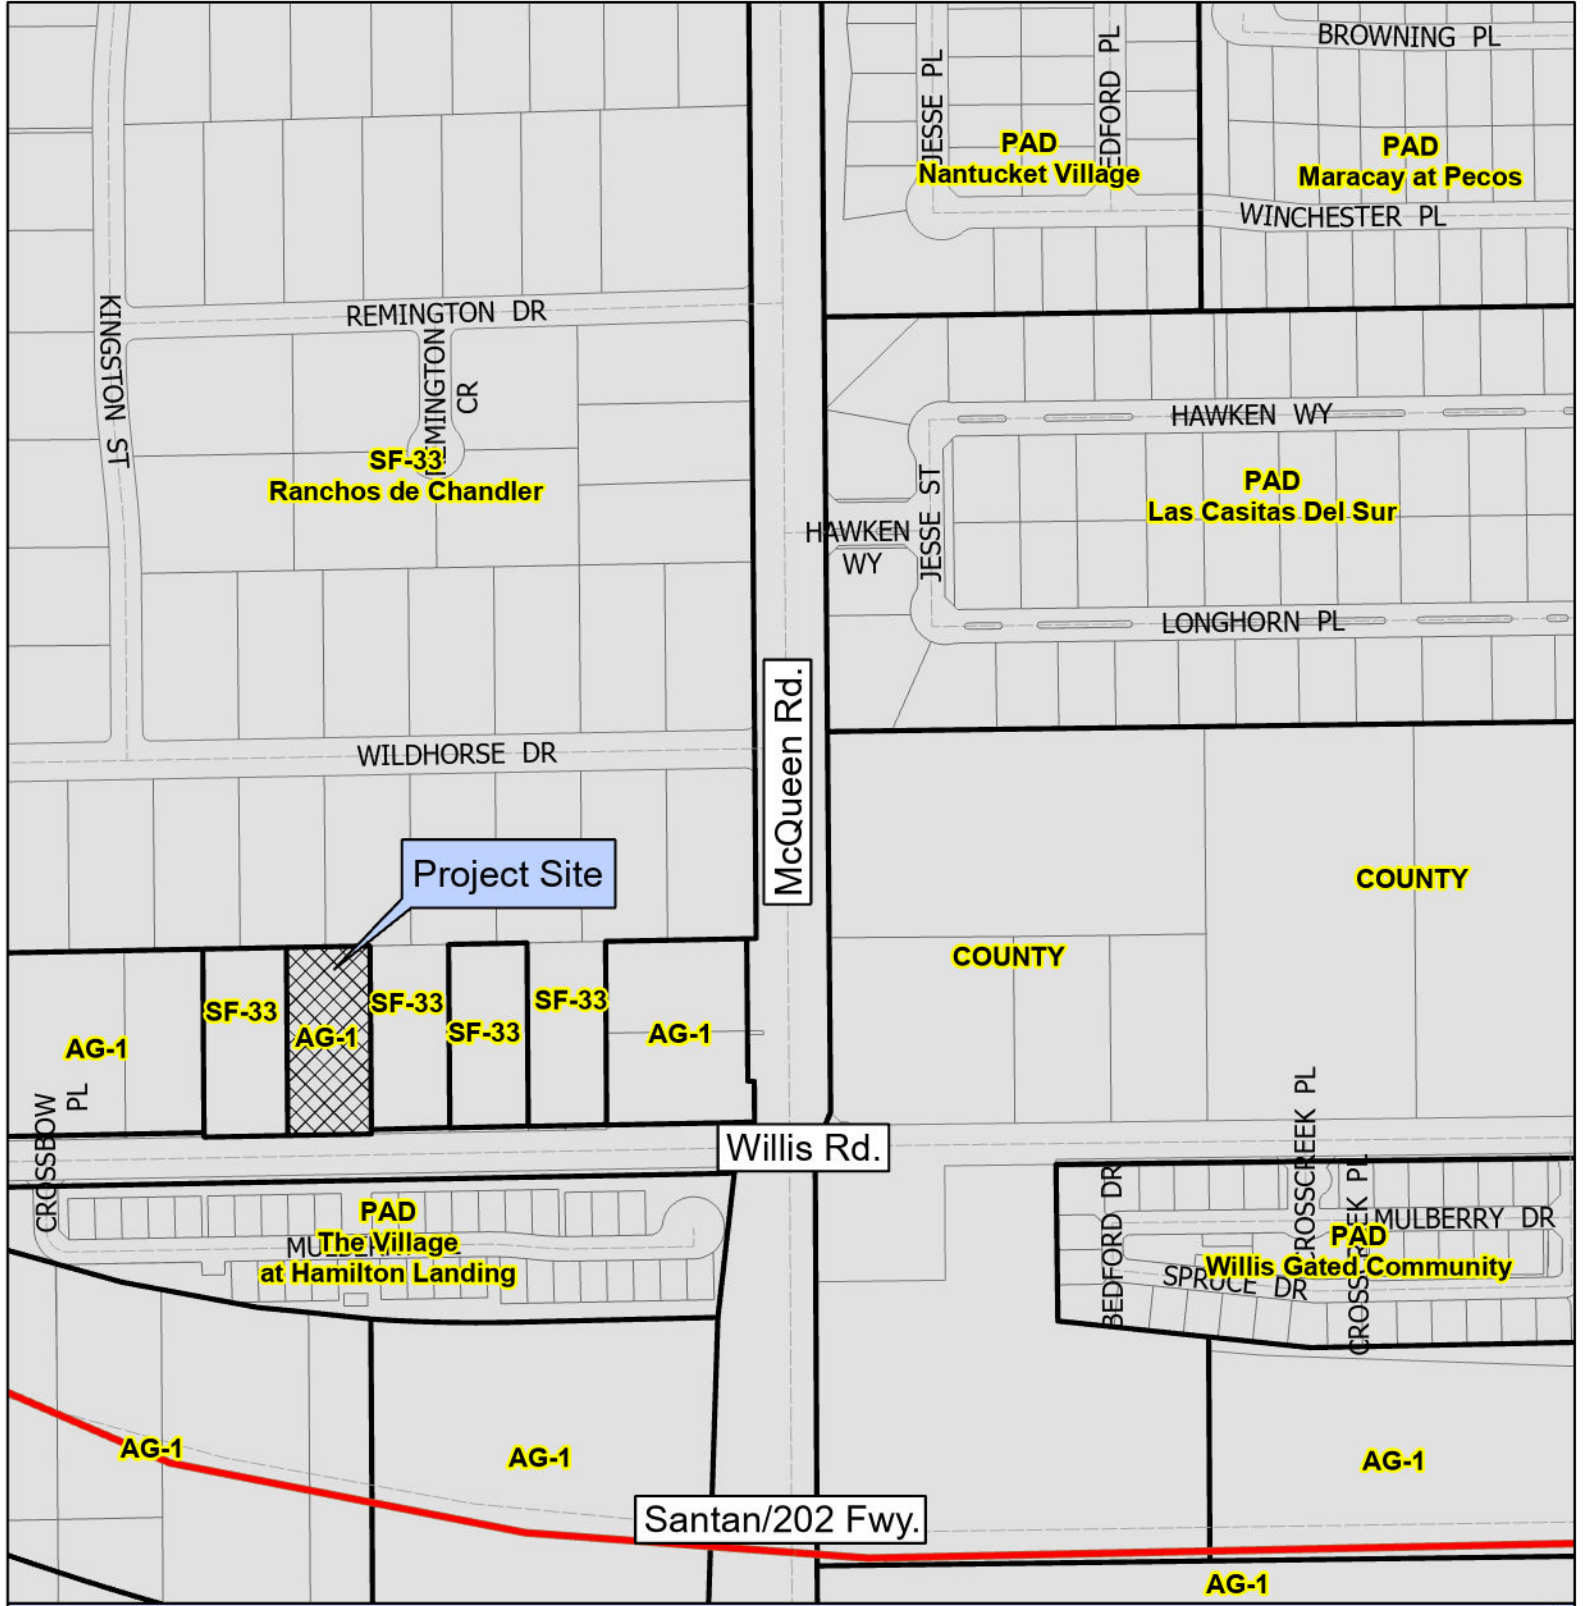 BROWNING PL
JESSE PL
BEDFORD PL
PAD
Nantucket Village
PAD
Maracay at Pecos
WINCHESTER PL
KINGSTON ST
REMINGTON DR
REMINGTON
CR
SF-33
Ranchos de Chandler
HAWKEN WY
JESSE ST
PAD
Las Casitas Del Sur
HAWKEN
WY
LONGHORN PL
McQueen Rd.
WILDHORSE DR
Project Site
COUNTY
COUNTY
SF-33
SF-33
SF-33
SF-33
AG-1
AG-1
AG-1
CROSSBOW
PL
Willis Rd.
CROSSCREEK PL
BEDFORD DR
CROSSCREEK PL
MULBERRY DR
PAD
The Village
at Hamilton Landing
PAD
Willis Gated Community
SPRUCE DR
AG-1
AG-1
AG-1
Santan/202 Fwy.
AG-1